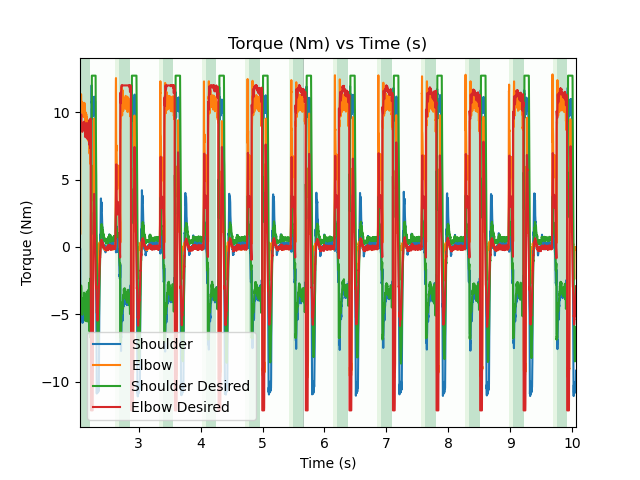 Torque (Nm) vs Time (s)
Torque (Nm)
10
5
0
−5
−10
Shoulder
Elbow
Shoulder Desired
Elbow Desired
3 4 5 6 7 8 9 10
Time (s)